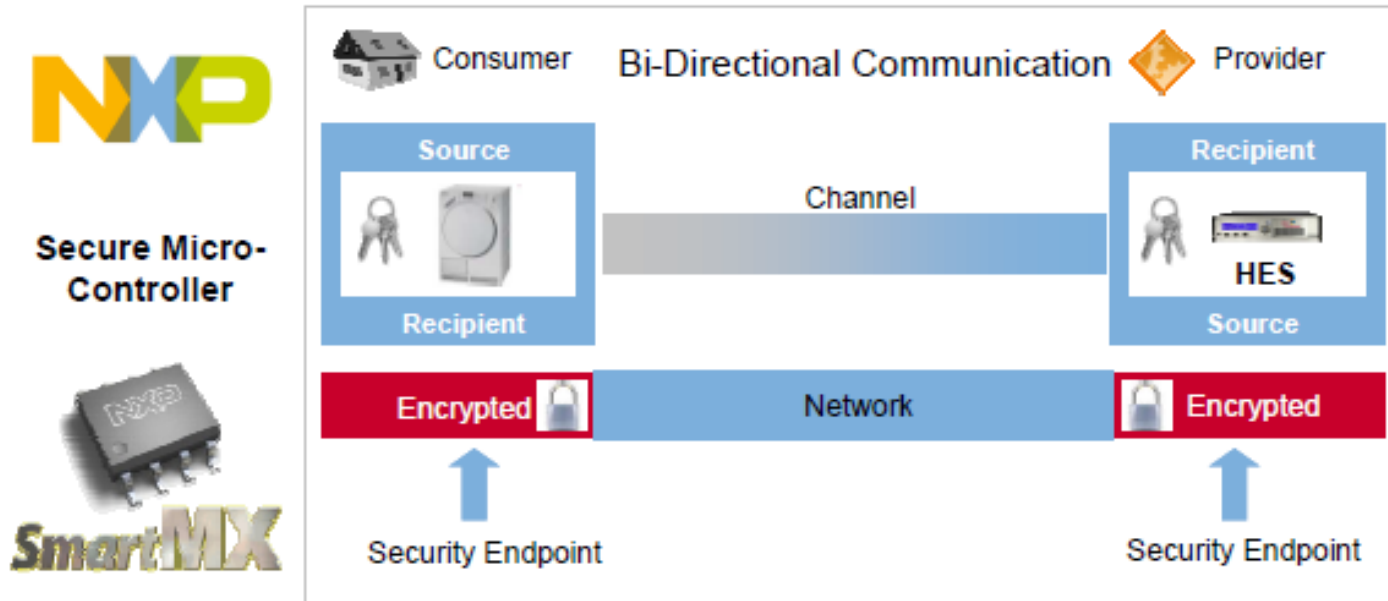 NXP
Secure Micro-
Controller
NXP
SmartMX
Consumer
Bi-Directional Communication
Provider
Source
Recipient
Channel
Recipient
HES
Source
Encrypted
Network
Encrypted
Security Endpoint
Security Endpoint